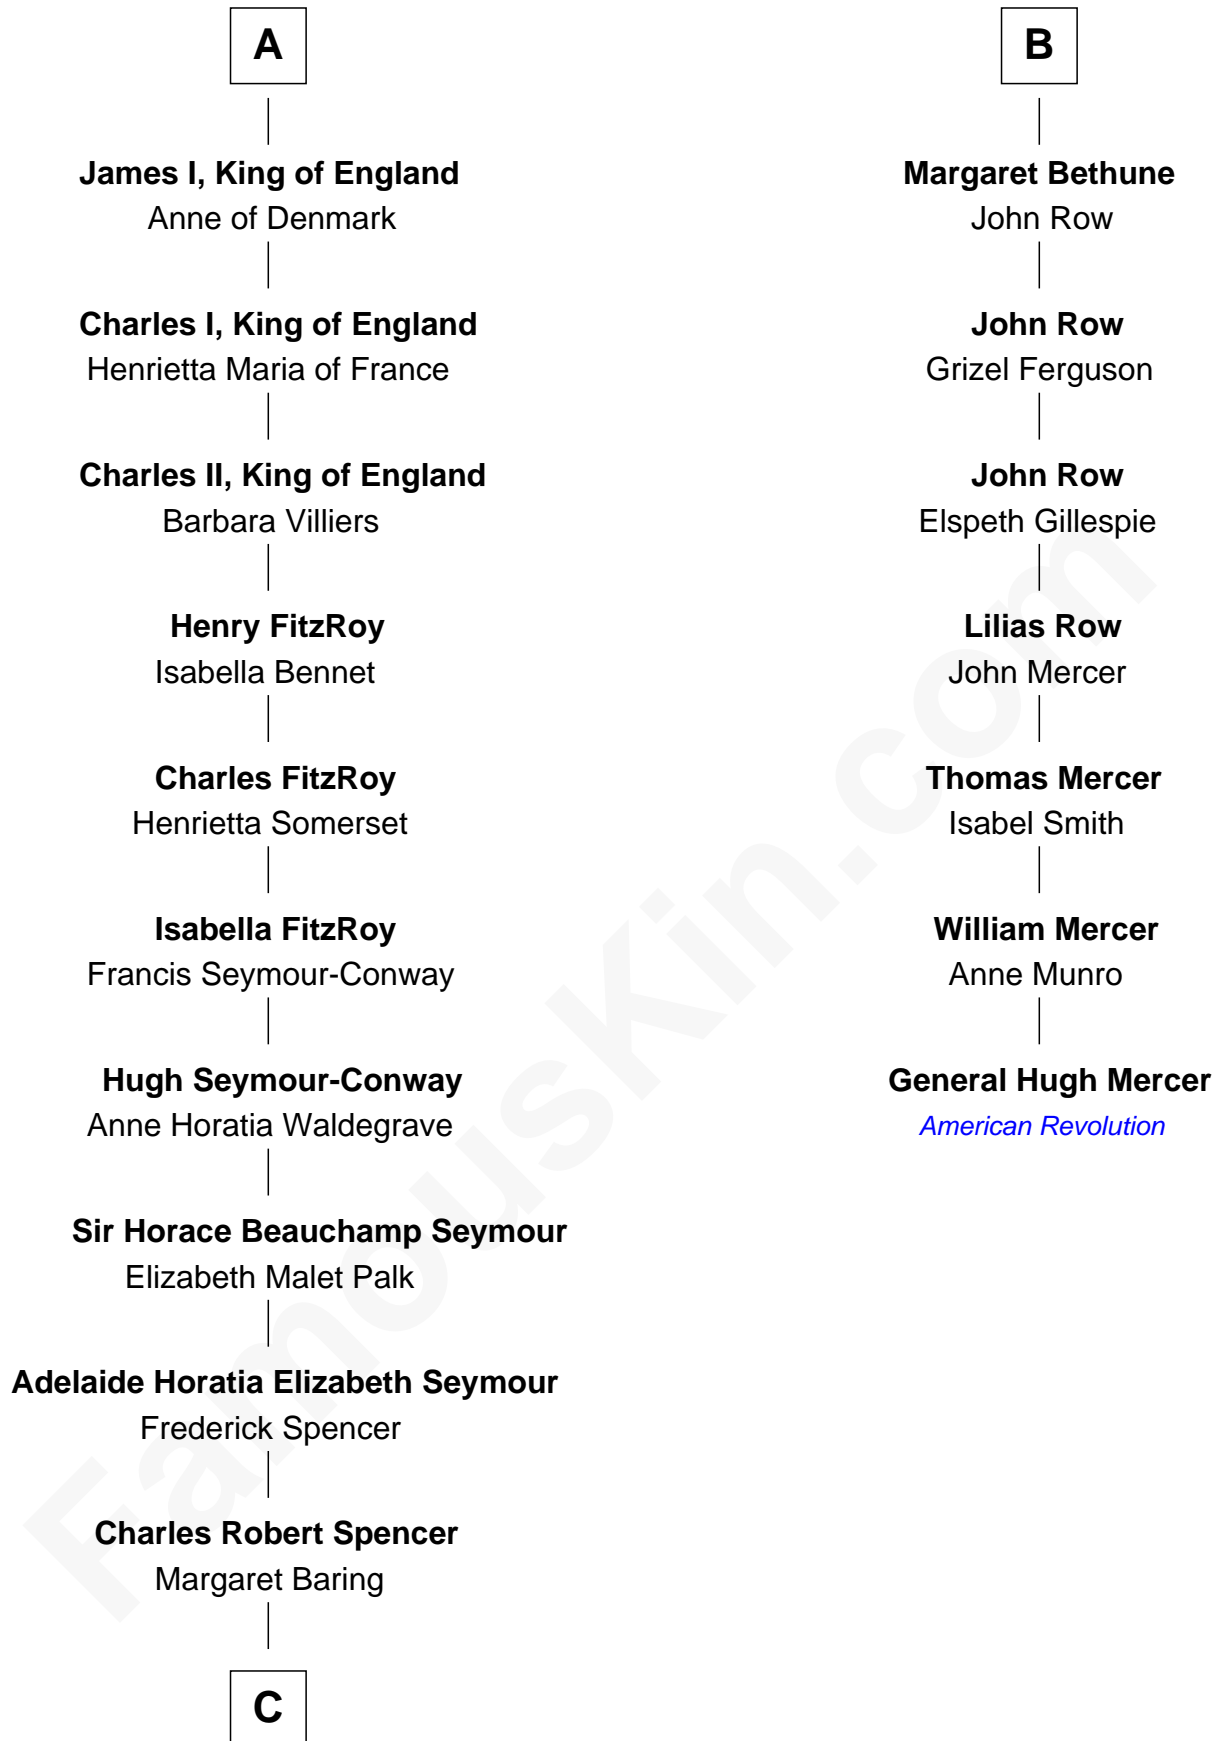 A
James I, King of England
Anne of Denmark
Charles I, King of England
Henrietta Maria of France
Charles II, King of England
Barbara Villiers
Henry FitzRoy
Isabella Bennet
Charles FitzRoy
Henrietta Somerset
Isabella FitzRoy
Francis Seymour-Conway
Hugh Seymour-Conway
Anne Horatia Waldegrave
Sir Horace Beauchamp Seymour
Elizabeth Malet Palk
Adelaide Horatia Elizabeth Seymour
Frederick Spencer
Charles Robert Spencer
Margaret Baring
C
B
Margaret Bethune
John Row
John Row
Grizel Ferguson
John Row
Elspeth Gillespie
Lilias Row
John Mercer
Thomas Mercer
Isabel Smith
William Mercer
Anne Munro
General Hugh Mercer
American Revolution
FamousKin.com